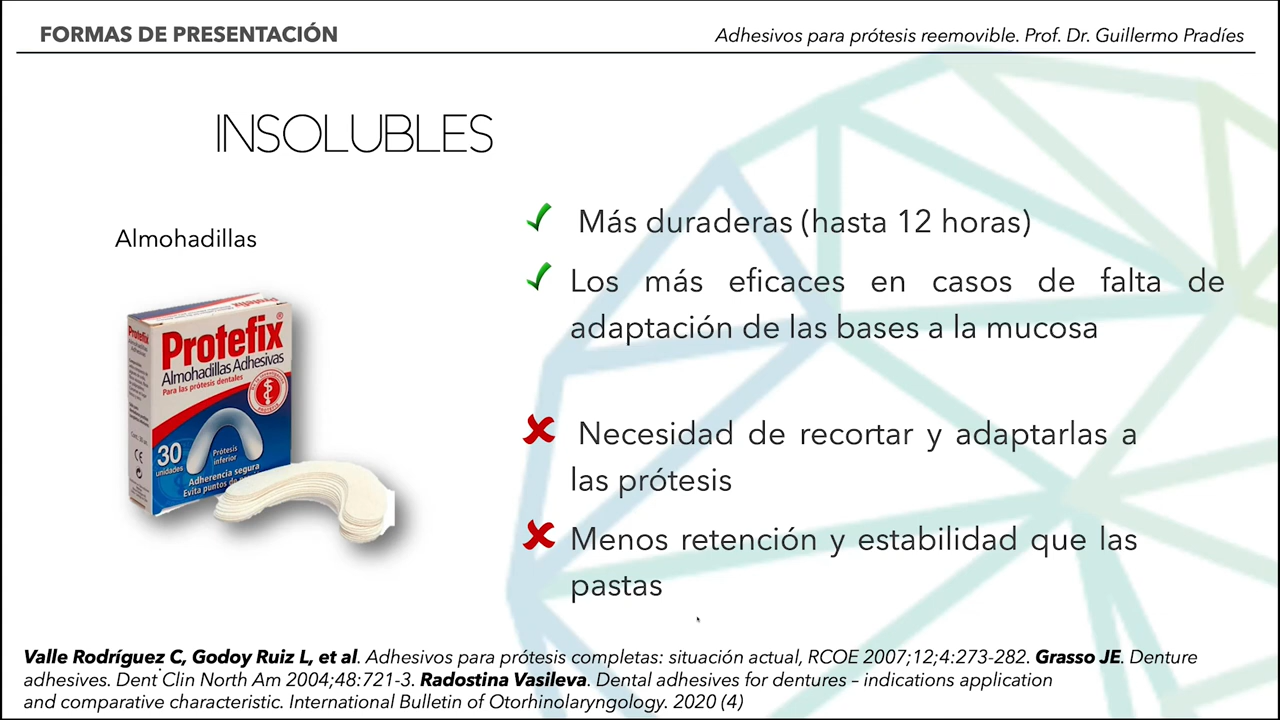 FORMAS DE PRESENTACIÓN
Adhesivos para prótesis reemovible. Prof. Dr. Guillermo Pradíes
INSOLUBLES
Almohadillas
Protefix
Protefix®
Almohadillas Adhesivas
Para las prótesis dentales
30
unidades
Prótesis
inferior
Adherencia segura
Evita puntos de
Más duraderas (hasta 12 horas)
Los más eficaces en casos de falta de
adaptación de las bases a la mucosa
Necesidad de recortar y adaptarlas a
las prótesis
Menos retención y estabilidad que las
pastas
Valle Rodríguez C, Godoy Ruiz L, et al. Adhesivos para prótesis completas: situación actual, RCOE 2007;12;4:273-282. Grasso JE. Denture
adhesives. Dent Clin North Am 2004;48:721-3. Radostina Vasileva. Dental adhesives for dentures – indications application
and comparative characteristic. International Bulletin of Otorhinolaryngology. 2020 (4)